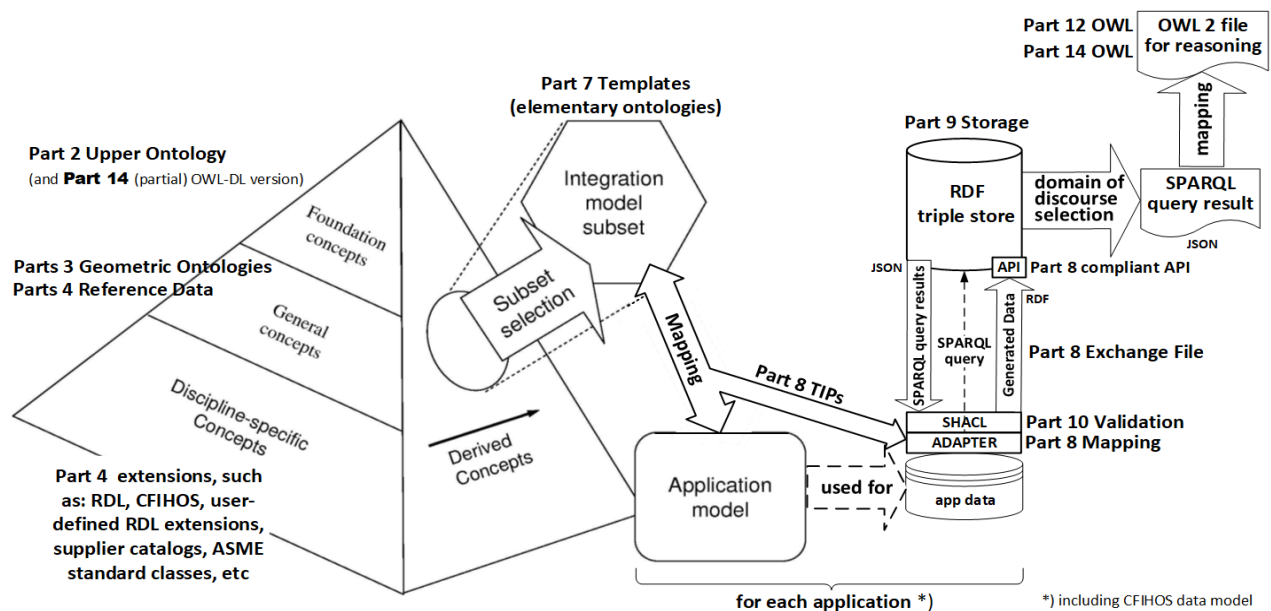 Part 12 OWL
Part 14 OWL
OWL 2 file
for reasoning
mapping
Part 7 Templates
(elementary ontologies)
Part 9 Storage
Part 2 Upper Ontology
(and Part 14 (partial) OWL-DL version)
Integration
model
subset
RDF
triple store
domain of
discourse
selection
SPARQL
query result
JSON
Foundation
concepts
Parts 3 Geometric Ontologies
Parts 4 Reference Data
Subset
selection
JSON
API
Part 8 compliant API
RDF
General
concepts
Mapping
SPARQL query results
SPARQL
query
Generated Data
Part 8 Exchange File
Part 8 TIPs
Discipline-specific
Concepts
Derived
Concepts
SHACL
Part 10 Validation
ADAPTER
Part 8 Mapping
Part 4 extensions, such
as: RDL, CFIHOS, user-
defined RDL extensions,
supplier catalogs, ASME
standard classes, etc
Application
model
used for
app data
for each application *)
*) including CFIHOS data model